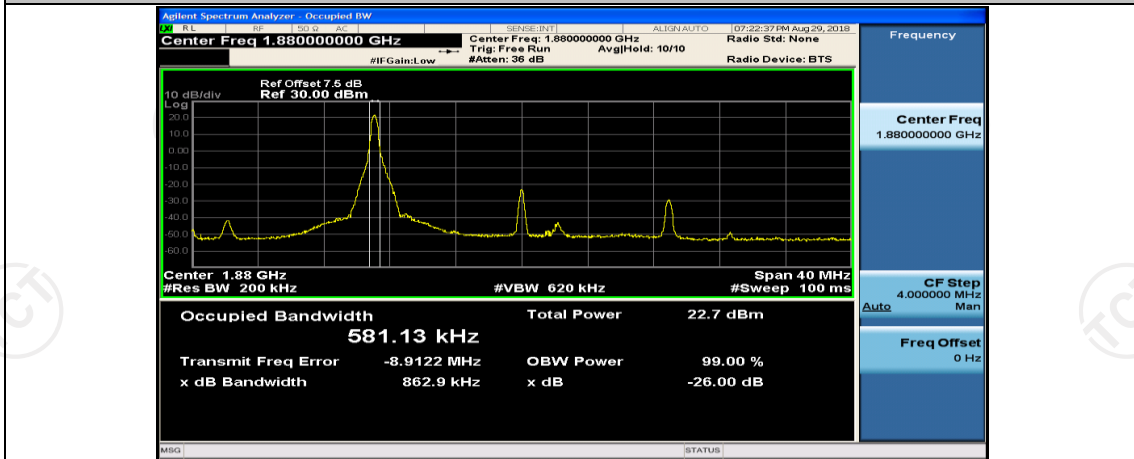 Agilent Spectrum Analyzer - Occupied BW
LXI RL RF 50 Ω AC SENSE:INT ALIGN AUTO 07:22:37 PM Aug 29, 2018
Center Freq 1.880000000 GHz
Center Freq: 1.880000000 GHz
Radio Std: None
Trig: Free Run Avg|Hold: 10/10
#IFGain:Low
#Atten: 36 dB
Radio Device: BTS
Ref Offset 7.5 dB
10 dB/div Ref 30.00 dBm
Log
20.0
10.0
0.00
-10.0
-20.0
-30.0
-40.0
-50.0
-60.0
Center 1.88 GHz Span 40 MHz
#Res BW 200 kHz #VBW 620 kHz #Sweep 100 ms
Occupied Bandwidth Total Power 22.7 dBm
581.13 kHz
Transmit Freq Error -8.9122 MHz OBW Power 99.00 %
x dB Bandwidth 862.9 kHz x dB -26.00 dB
MSG STATUS
Frequency
Center Freq
1.880000000 GHz
CF Step
4.000000 MHz
Auto Man
Freq Offset
0 Hz
TCT
TCT